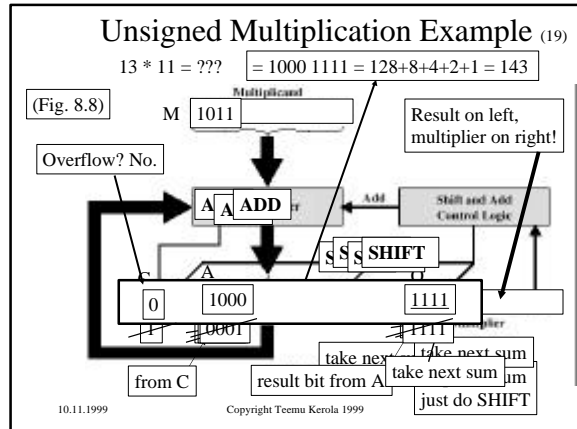 Unsigned Multiplication Example (19)
13 * 11 = ??? = 1000 1111 = 128+8+4+2+1 = 143
(Fig. 8.8)
Multiplicand
M 1011
Result on left,
multiplier on right!
Overflow? No.
A A ADD
Add
Shift and Add
Control Logic
S S S SHIFT
A
0 1000 1111
1 0001 1111
take next take next sum
from C
result bit from A
take next sum
just do SHIFT
10.11.1999
Copyright Teemu Kerola 1999